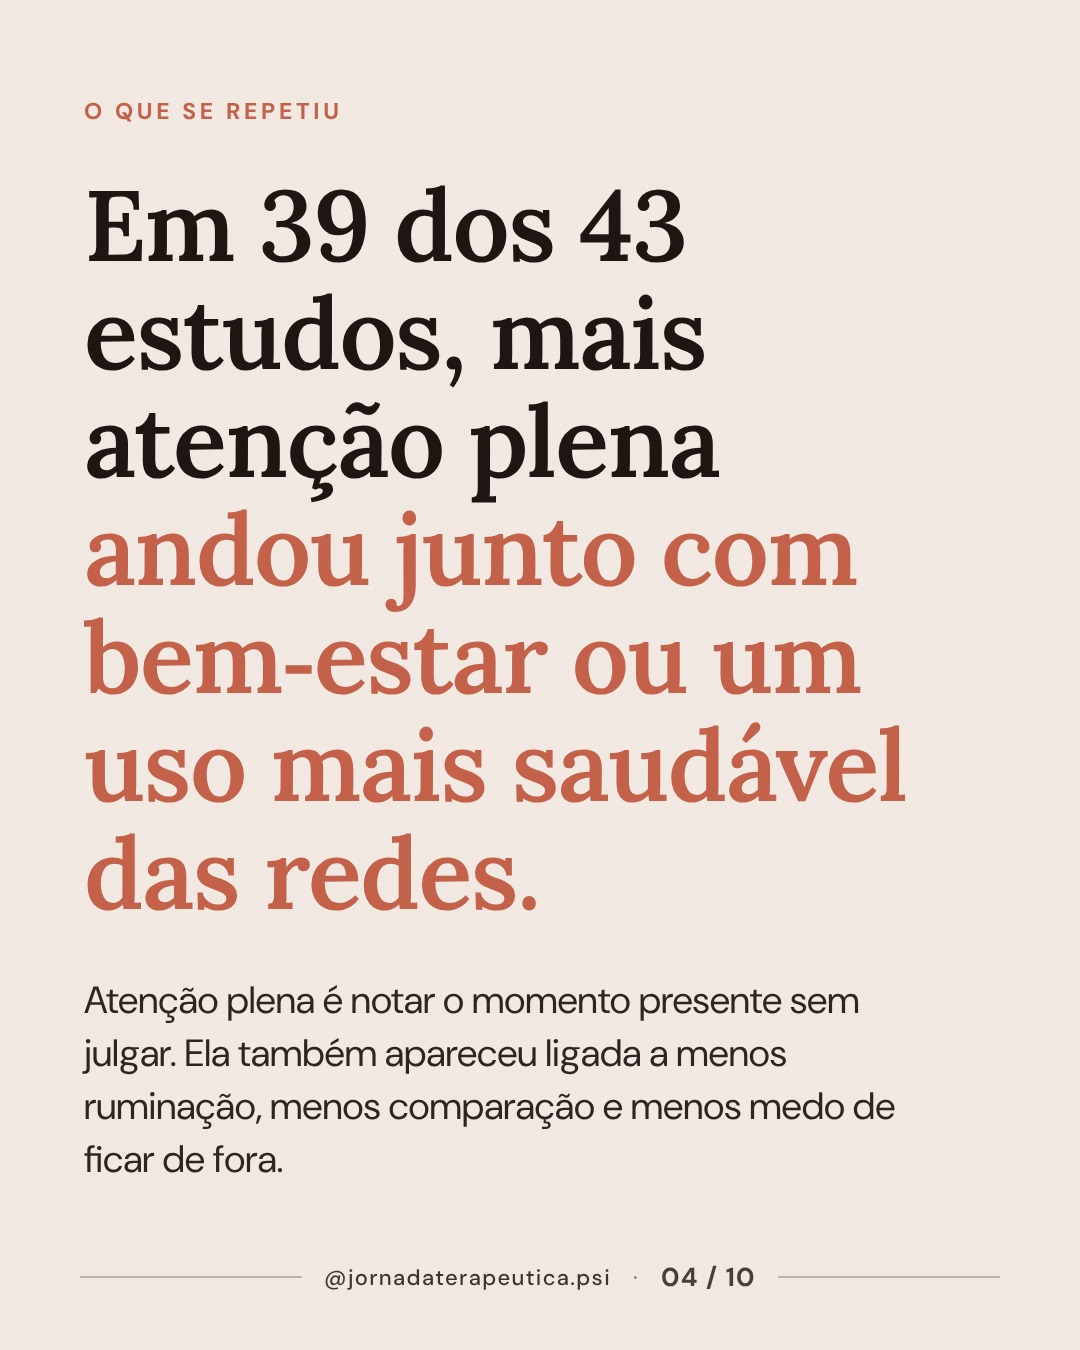 O QUE SE REPETIU
Em 39 dos 43
estudos, mais
atenção plena
andou junto com
bem-estar ou um
uso mais saudável
das redes.
Atenção plena é notar o momento presente sem
julgar. Ela também apareceu ligada a menos
ruminação, menos comparação e menos medo de
ficar de fora.
@jornadaterapeutica.psi · 04 / 10